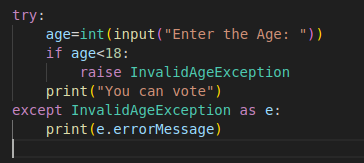 try:
    age=int(input("Enter the Age: "))
    if age<18:
        raise InvalidAgeException
    print("You can vote")
except InvalidAgeException as e:
    print(e.errorMessage)